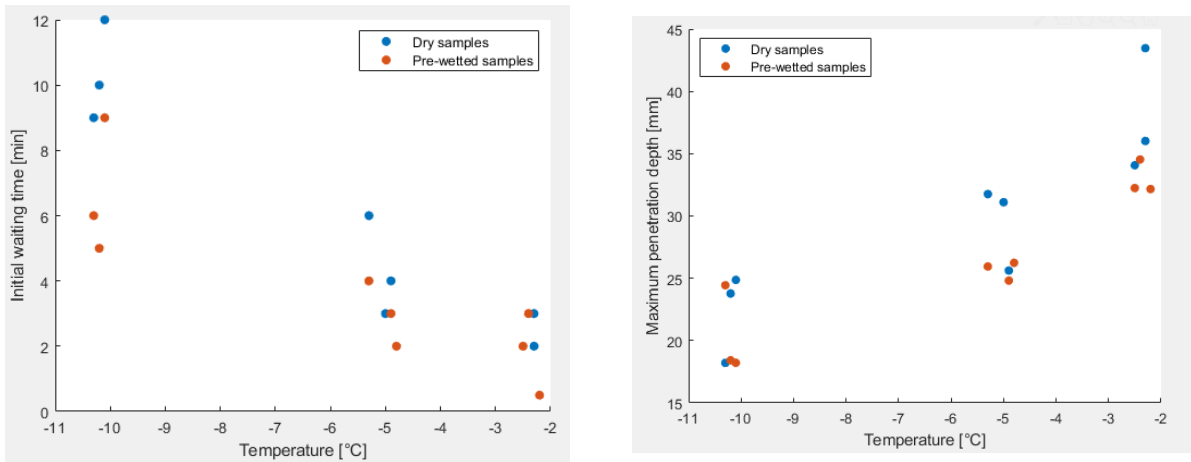 12
10
8
6
4
2
0
Initial waiting time [min]
Dry samples
Pre-wetted samples
-11 -10 -9 -8 -7 -6 -5 -4 -3 -2
Temperature [°C]
45
40
35
30
25
20
15
Maximum penetration depth [mm]
Dry samples
Pre-wetted samples
-11 -10 -9 -8 -7 -6 -5 -4 -3 -2
Temperature [°C]